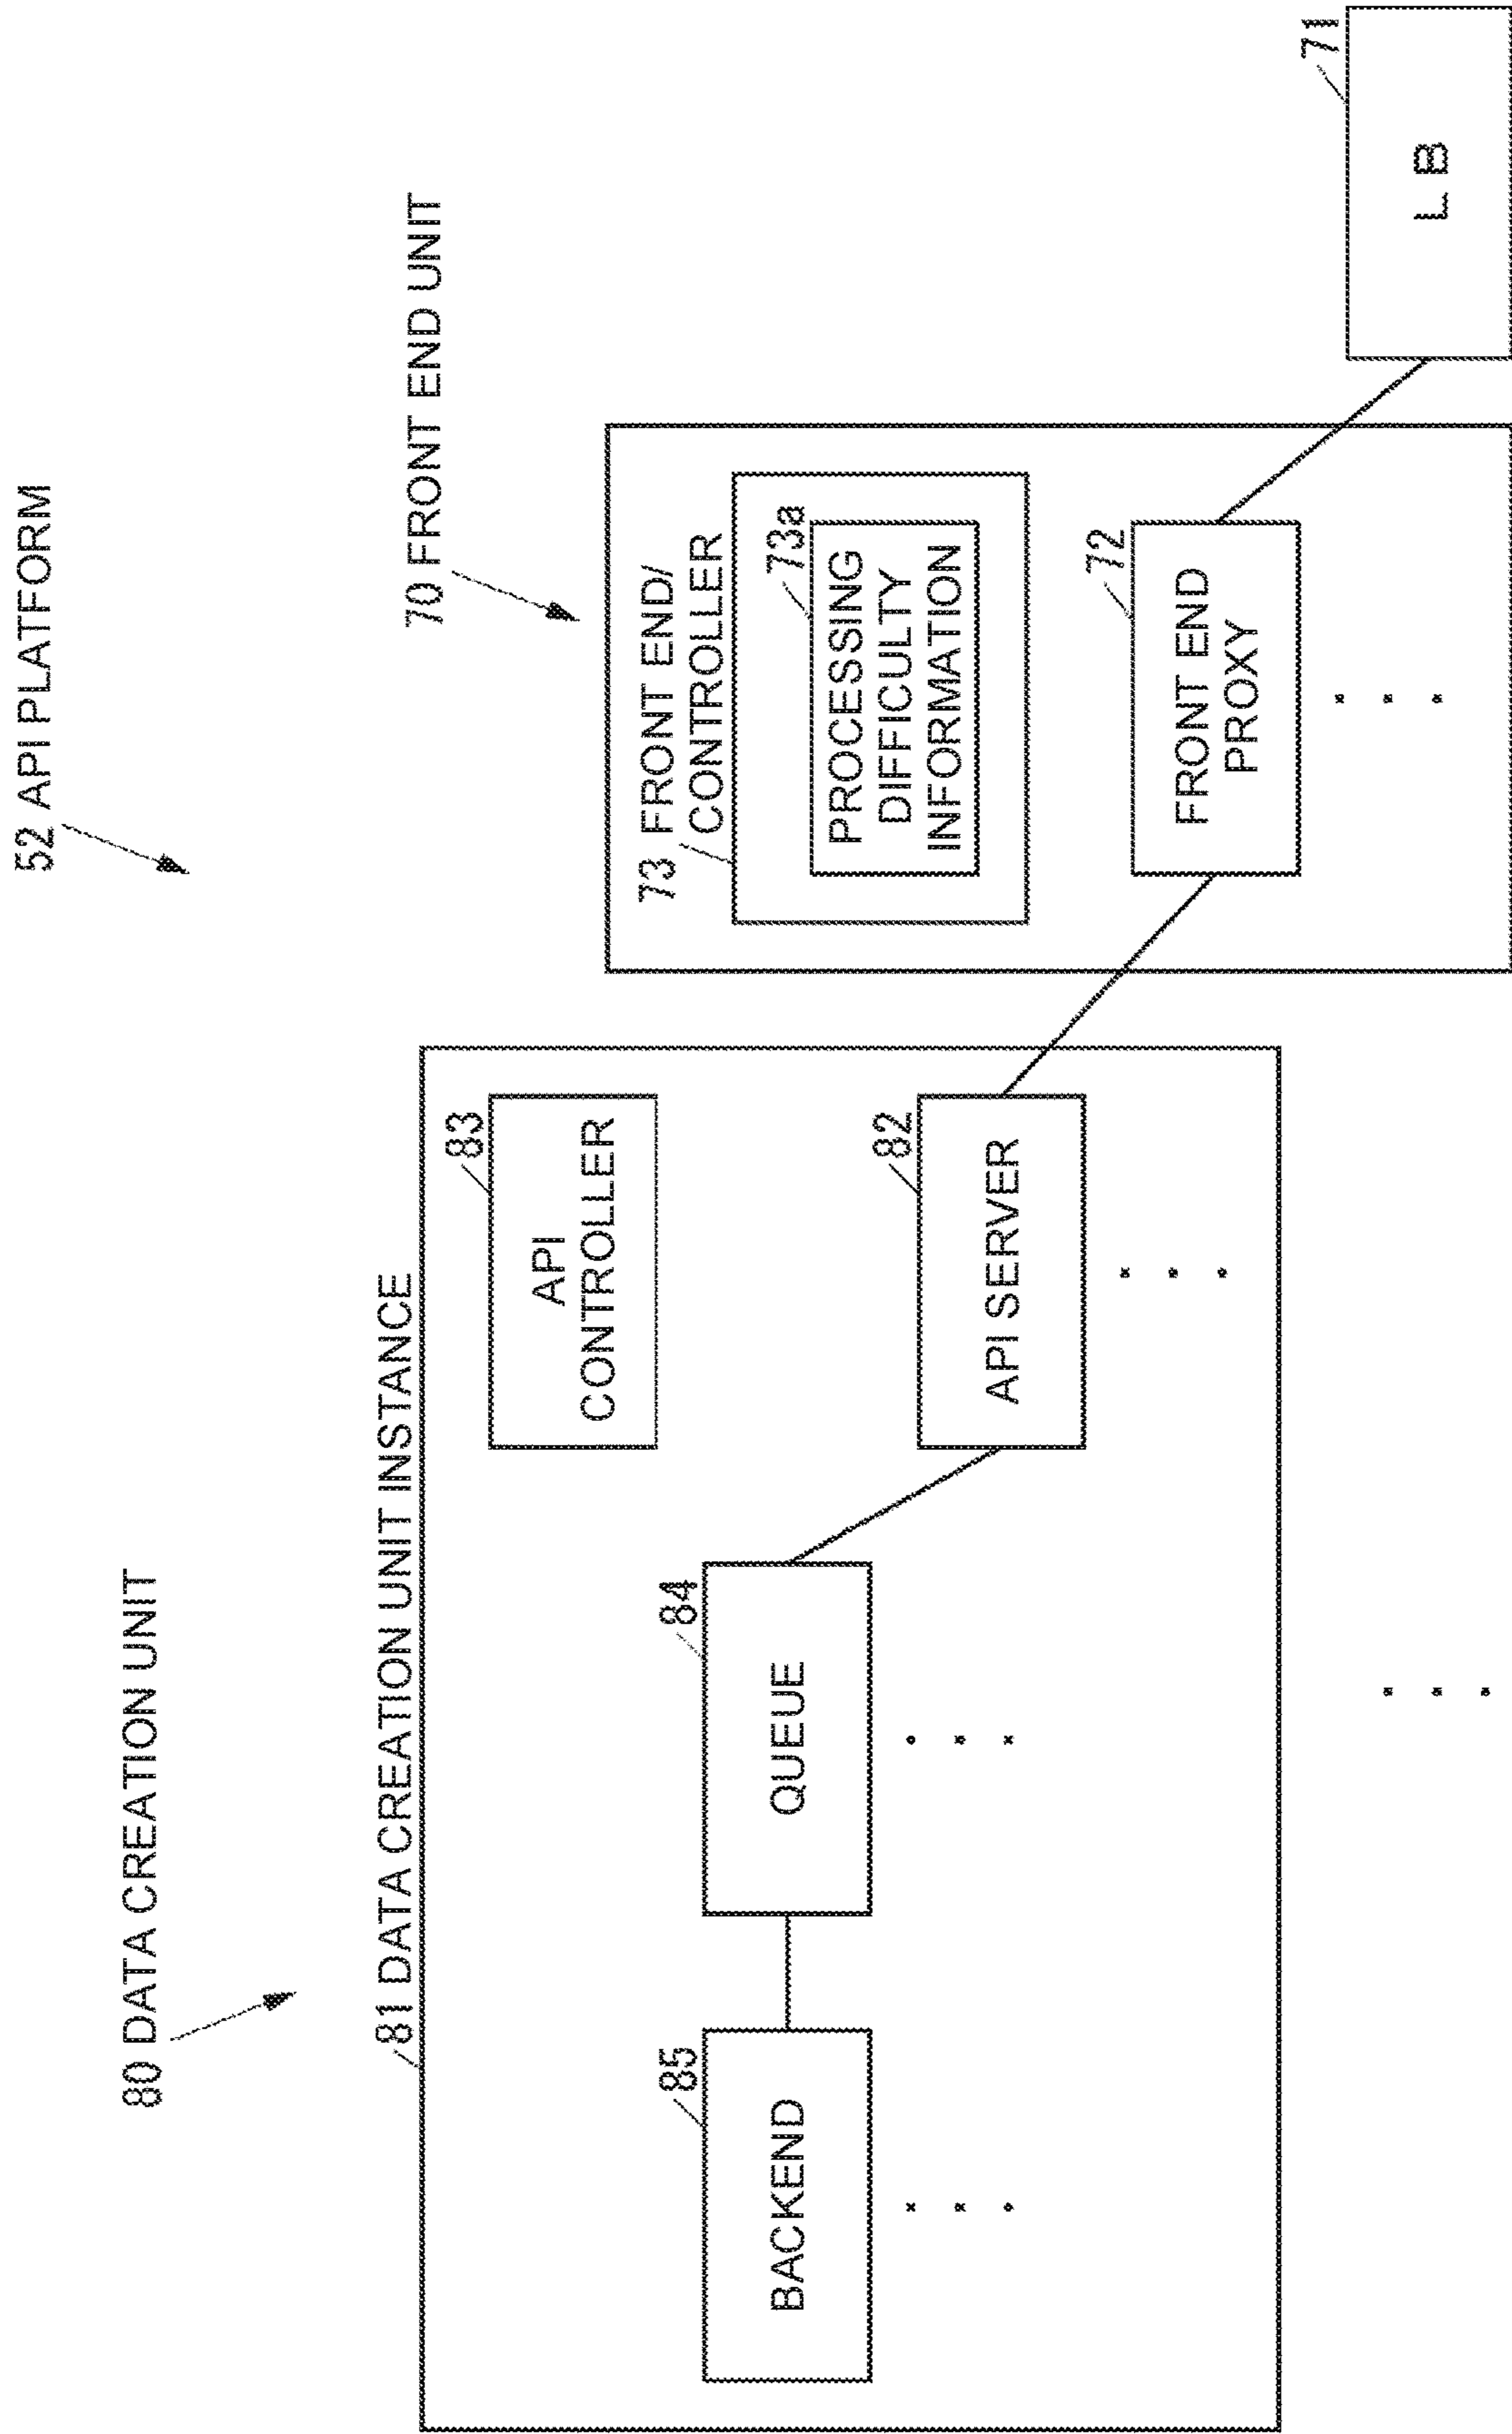 52 API PLATFORM
80 DATA CREATION UNIT
70 FRONT END UNIT
81 DATA CREATION UNIT INSTANCE
83
API
CONTROLLER
85
BACKEND
84
QUEUE
82
API SERVER
73 FRONT END/
CONTROLLER
73a
PROCESSING
DIFFICULTY
INFORMATION
72
FRONT END
PROXY
71
LB